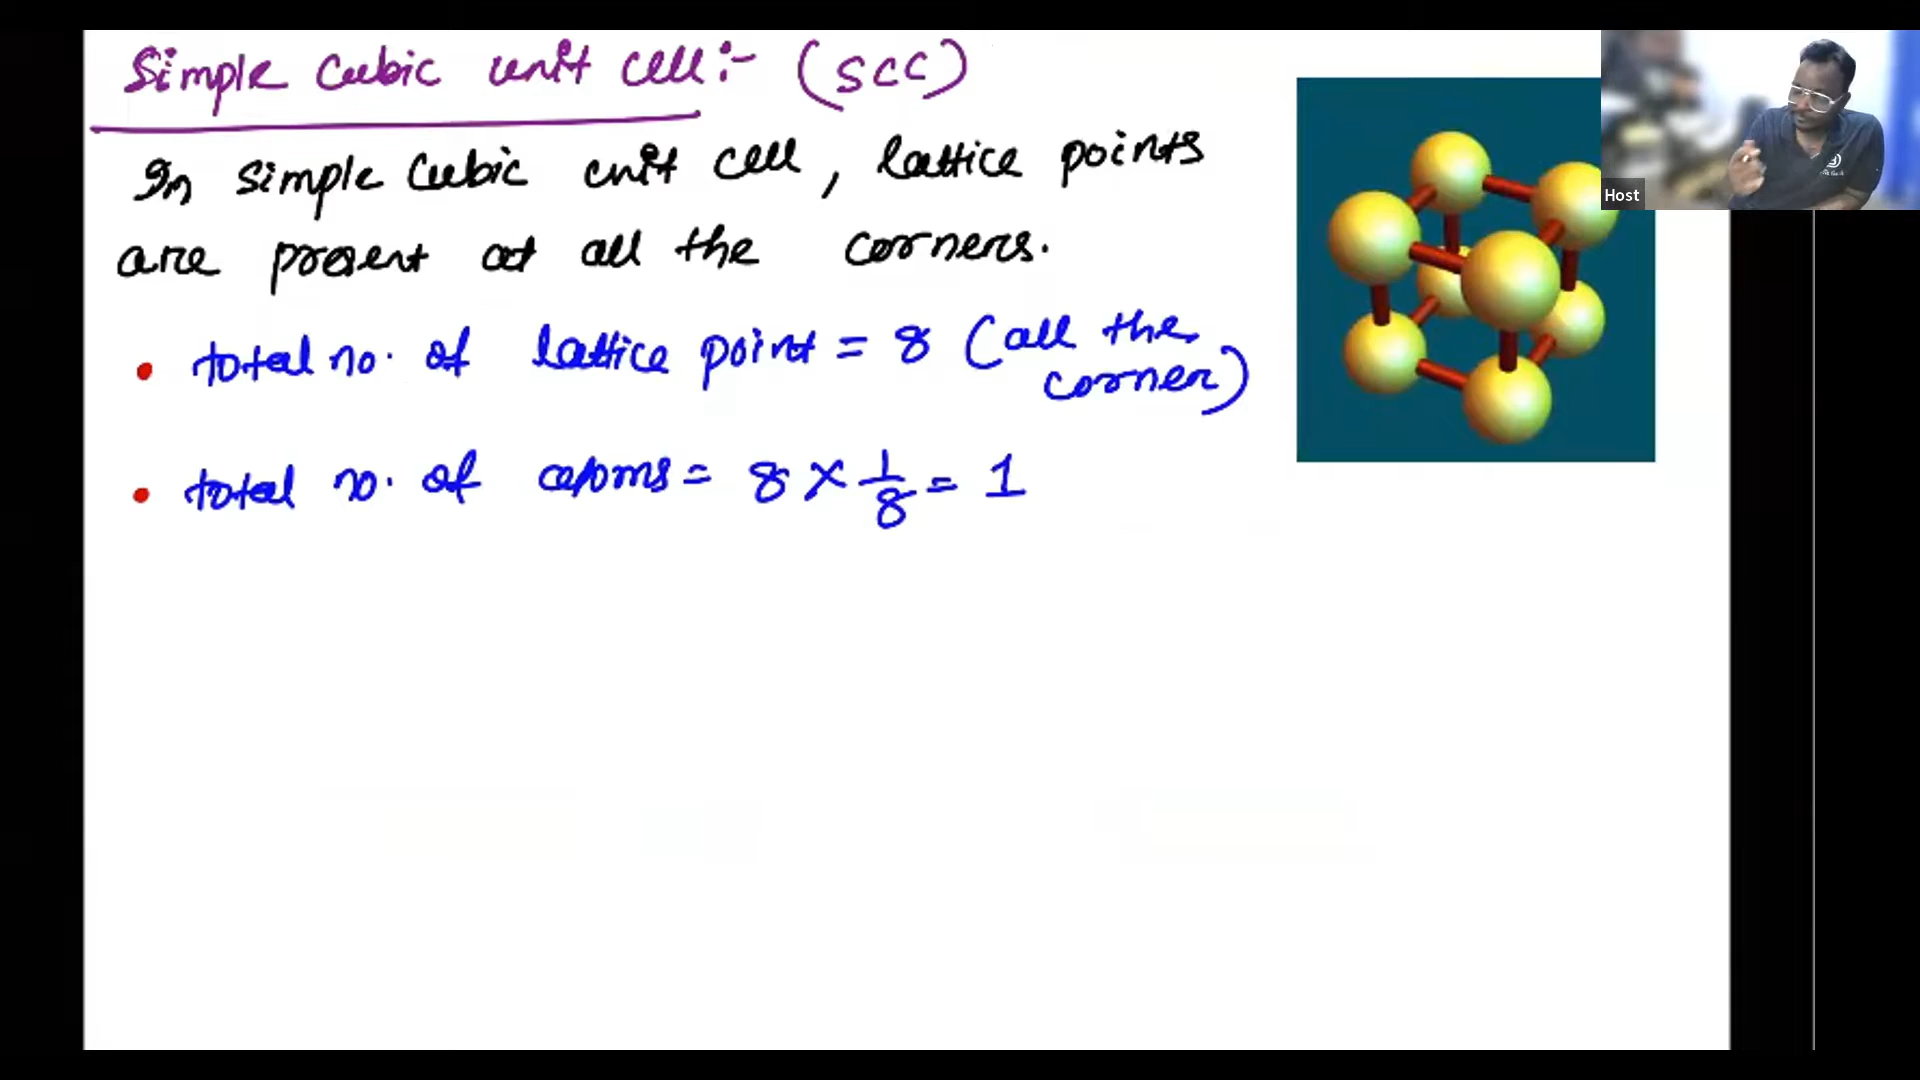 Simple Cubic unit cell:- (SCC)
In simple Cubic unit cell, lattice points
are present at all the corners.
• total no. of lattice point = 8 (all the
corner)
• total no. of atoms = 8 × 1/8 = 1
Host